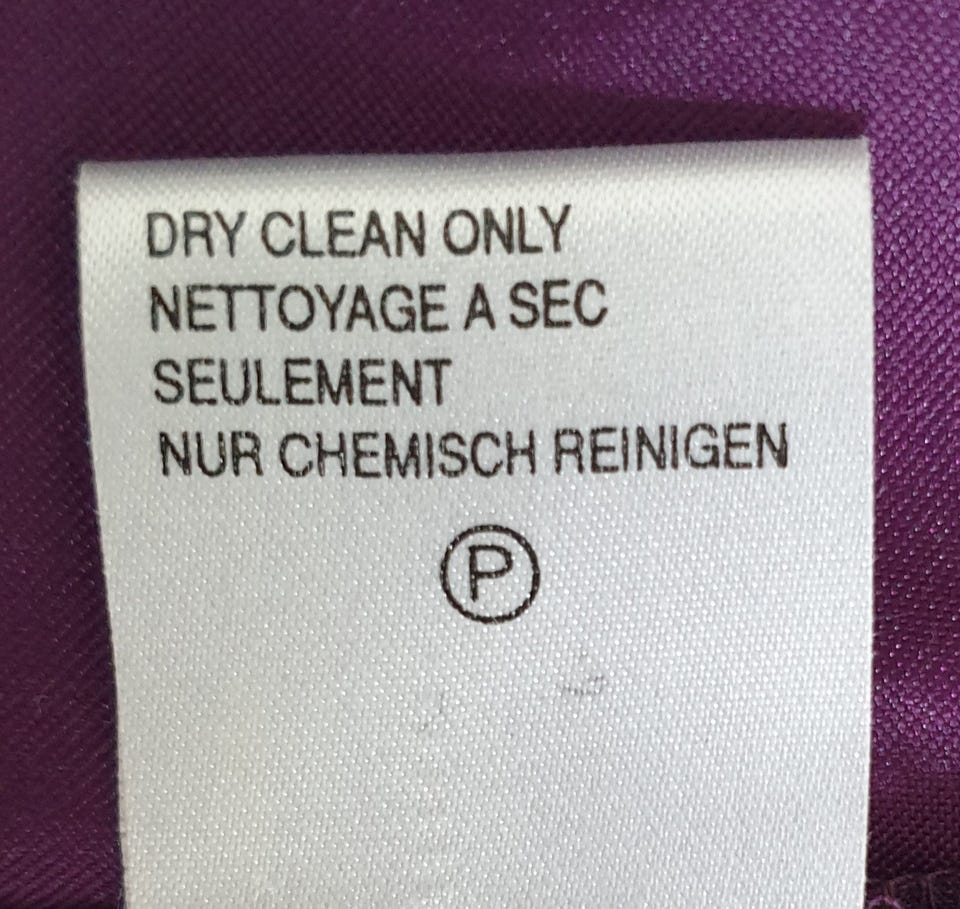 DRY CLEAN ONLY
NETTOYAGE A SEC
SEULEMENT
NUR CHEMISCH REINIGEN
P